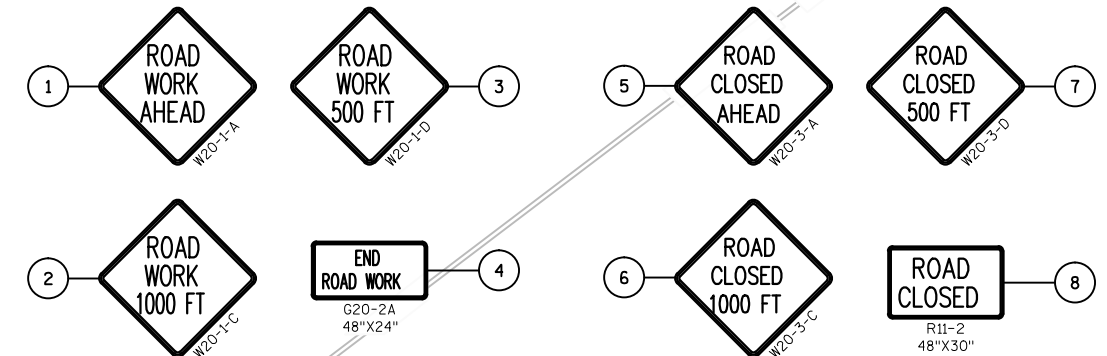 1
ROAD
WORK
AHEAD
W20-1-A
ROAD
WORK
500 FT
W20-1-D
3
5
ROAD
CLOSED
AHEAD
W20-3-A
ROAD
CLOSED
500 FT
W20-3-D
7
2
ROAD
WORK
1000 FT
W20-1-C
END
ROAD WORK
G20-2A
48"X24"
4
6
ROAD
CLOSED
1000 FT
W20-3-C
ROAD
CLOSED
R11-2
48"X30"
8